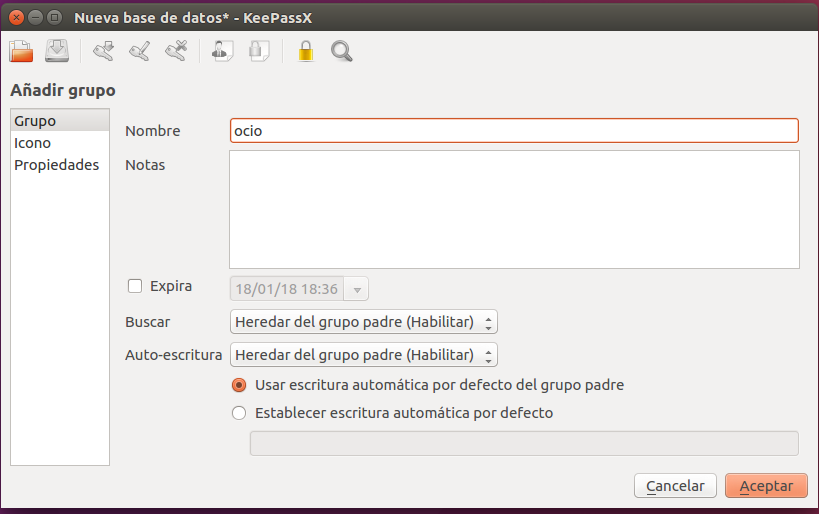 Nueva base de datos* - KeePassX
Añadir grupo
Grupo
Icono
Propiedades
Nombre
ocio
Notas
Expira
18/01/18 18:36
Buscar
Heredar del grupo padre (Habilitar)
Auto-escritura
Heredar del grupo padre (Habilitar)
Usar escritura automática por defecto del grupo padre
Establecer escritura automática por defecto
Cancelar
Aceptar